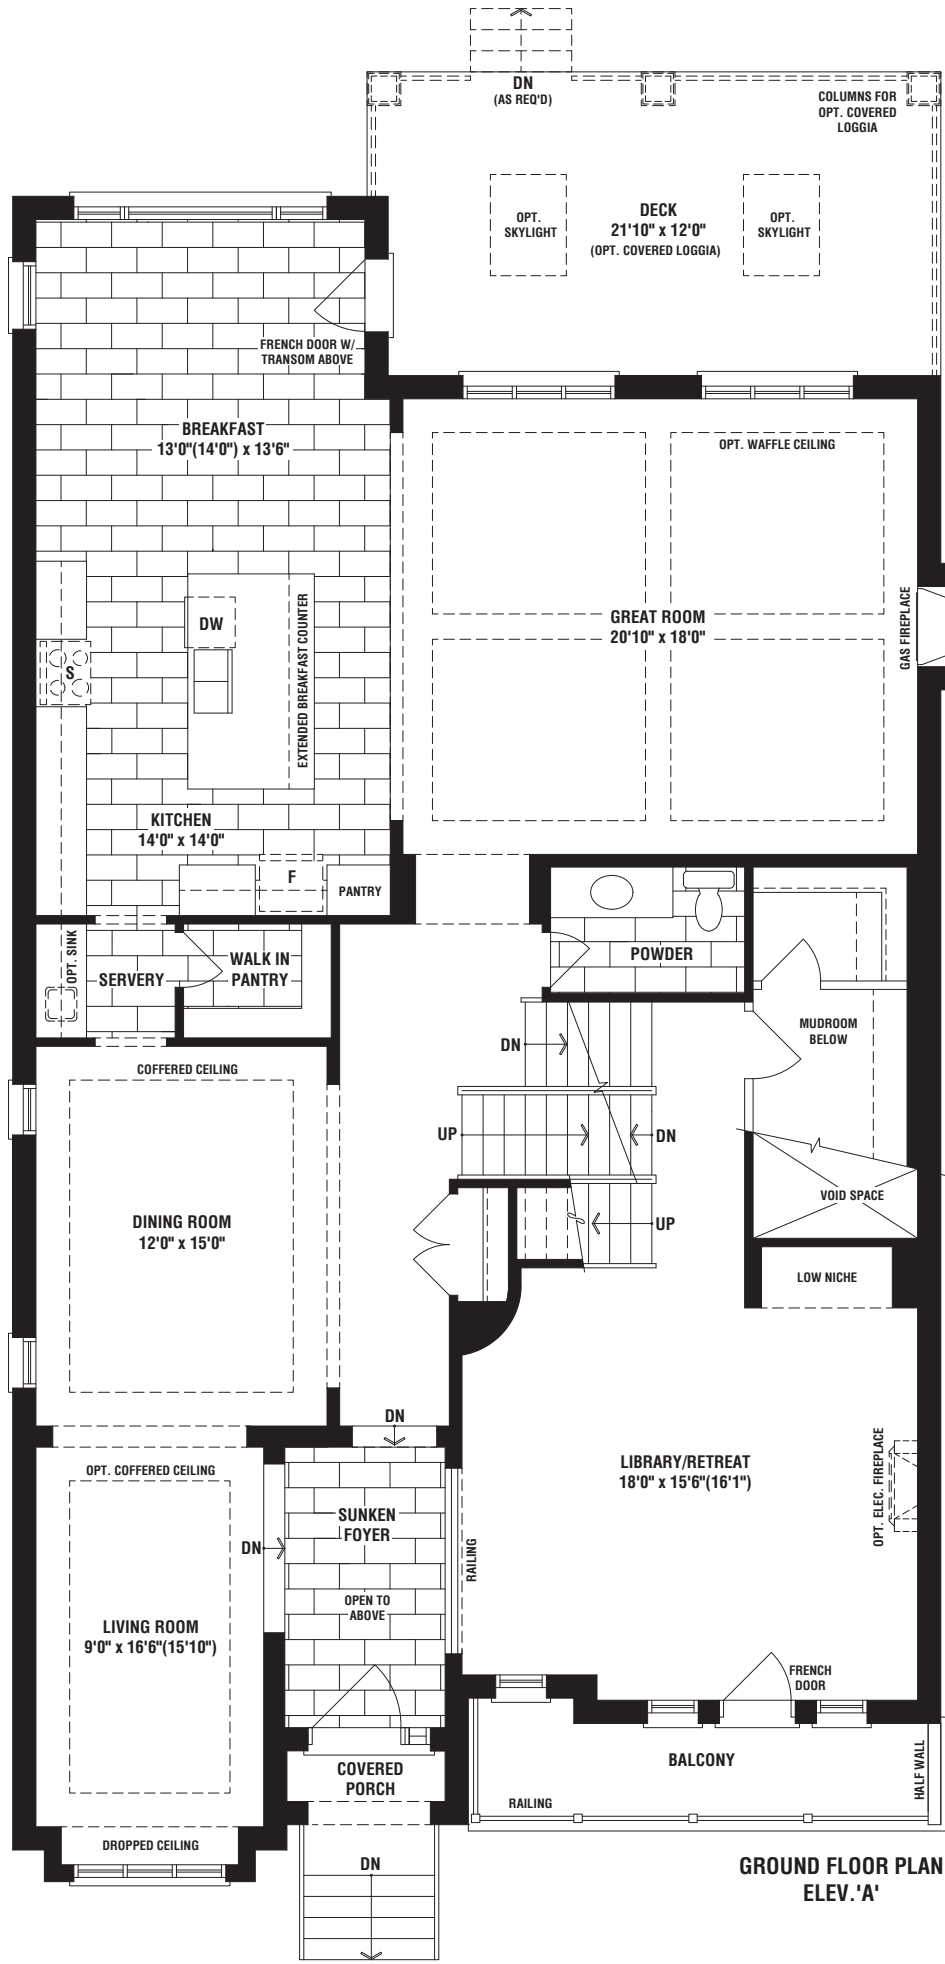 DN
(AS REQ'D)
COLUMNS FOR
OPT. COVERED
LOGGIA
OPT.
SKYLIGHT
DECK
21'10" x 12'0"
(OPT. COVERED LOGGIA)
OPT.
SKYLIGHT
FRENCH DOOR W/
TRANSOM ABOVE
BREAKFAST
13'0"(14'0") x 13'6"
OPT. WAFFLE CEILING
DW
EXTENDED BREAKFAST COUNTER
GREAT ROOM
20'10" x 18'0"
GAS FIREPLACE
S
KITCHEN
14'0" x 14'0"
F
PANTRY
OPT. SINK
SERVERY
WALK IN
PANTRY
POWDER
MUDROOM
BELOW
DN
COFFERED CEILING
UP
DN
VOID SPACE
UP
DINING ROOM
12'0" x 15'0"
LOW NICHE
DN
OPT. COFFERED CEILING
LIBRARY/RETREAT
18'0" x 15'6"(16'1")
OPT. ELEC. FIREPLACE
SUNKEN
FOYER
DN
RAILING
OPEN TO
ABOVE
LIVING ROOM
9'0" x 16'6"(15'10")
FRENCH
DOOR
COVERED
PORCH
BALCONY
HALF WALL
RAILING
DROPPED CEILING
DN
GROUND FLOOR PLAN
ELEV.'A'